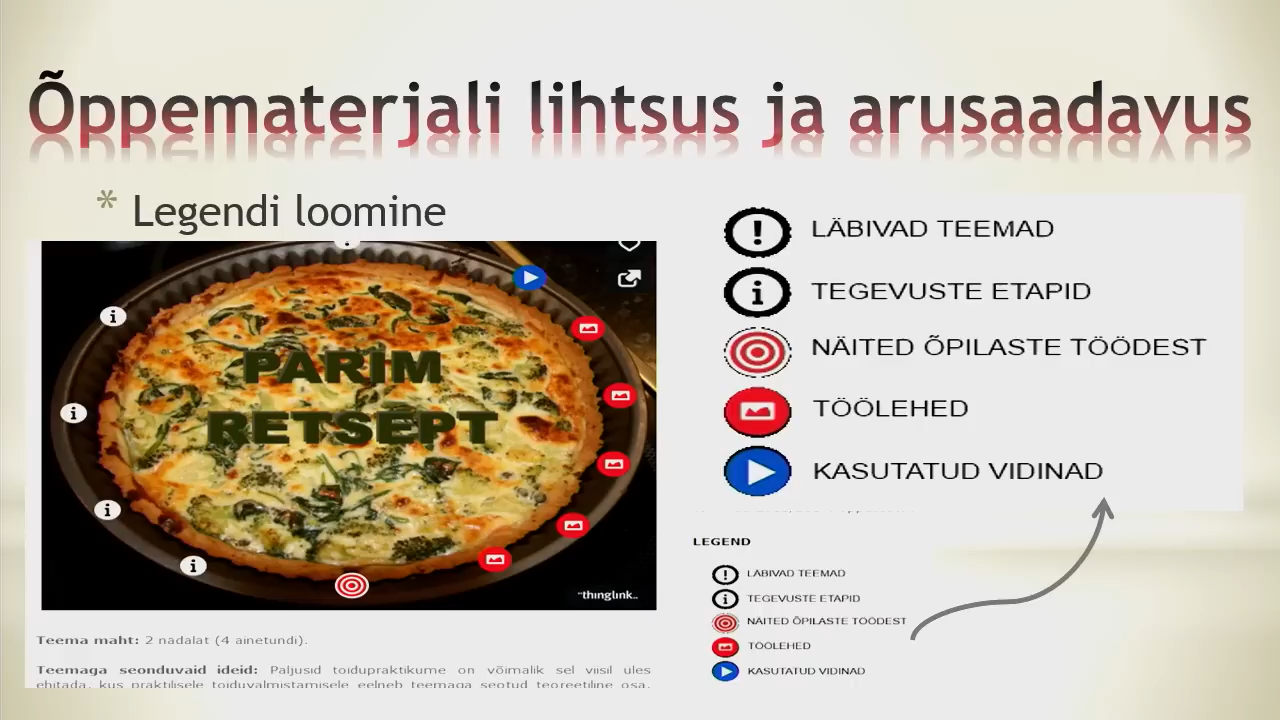 Õppematerjali lihtsus ja arusaadavus
* Legendi loomine
PARIM
RETSEPT
"thinglink..
Teema maht: 2 nädalat (4 ainetundi).
Teemaga seonduvaid ideid: Paljusid toidupraktikume on võimalik sel viisil üles
ehitada, kus praktilisele toiduvalmistamisele eelneb teemaga seotud teoreetiline osa.
LÄBIVAD TEEMAD
TEGEVUSTE ETAPID
NÄITED ÕPILASTE TÖÖDEST
TÖÖLEHED
KASUTATUD VIDINAD
LEGEND
LÄBIVAD TEEMAD
TEGEVUSTE ETAPID
NÄITED ÕPILASTE TÖÖDEST
TÖÖLEHED
KASUTATUD VIDINAD